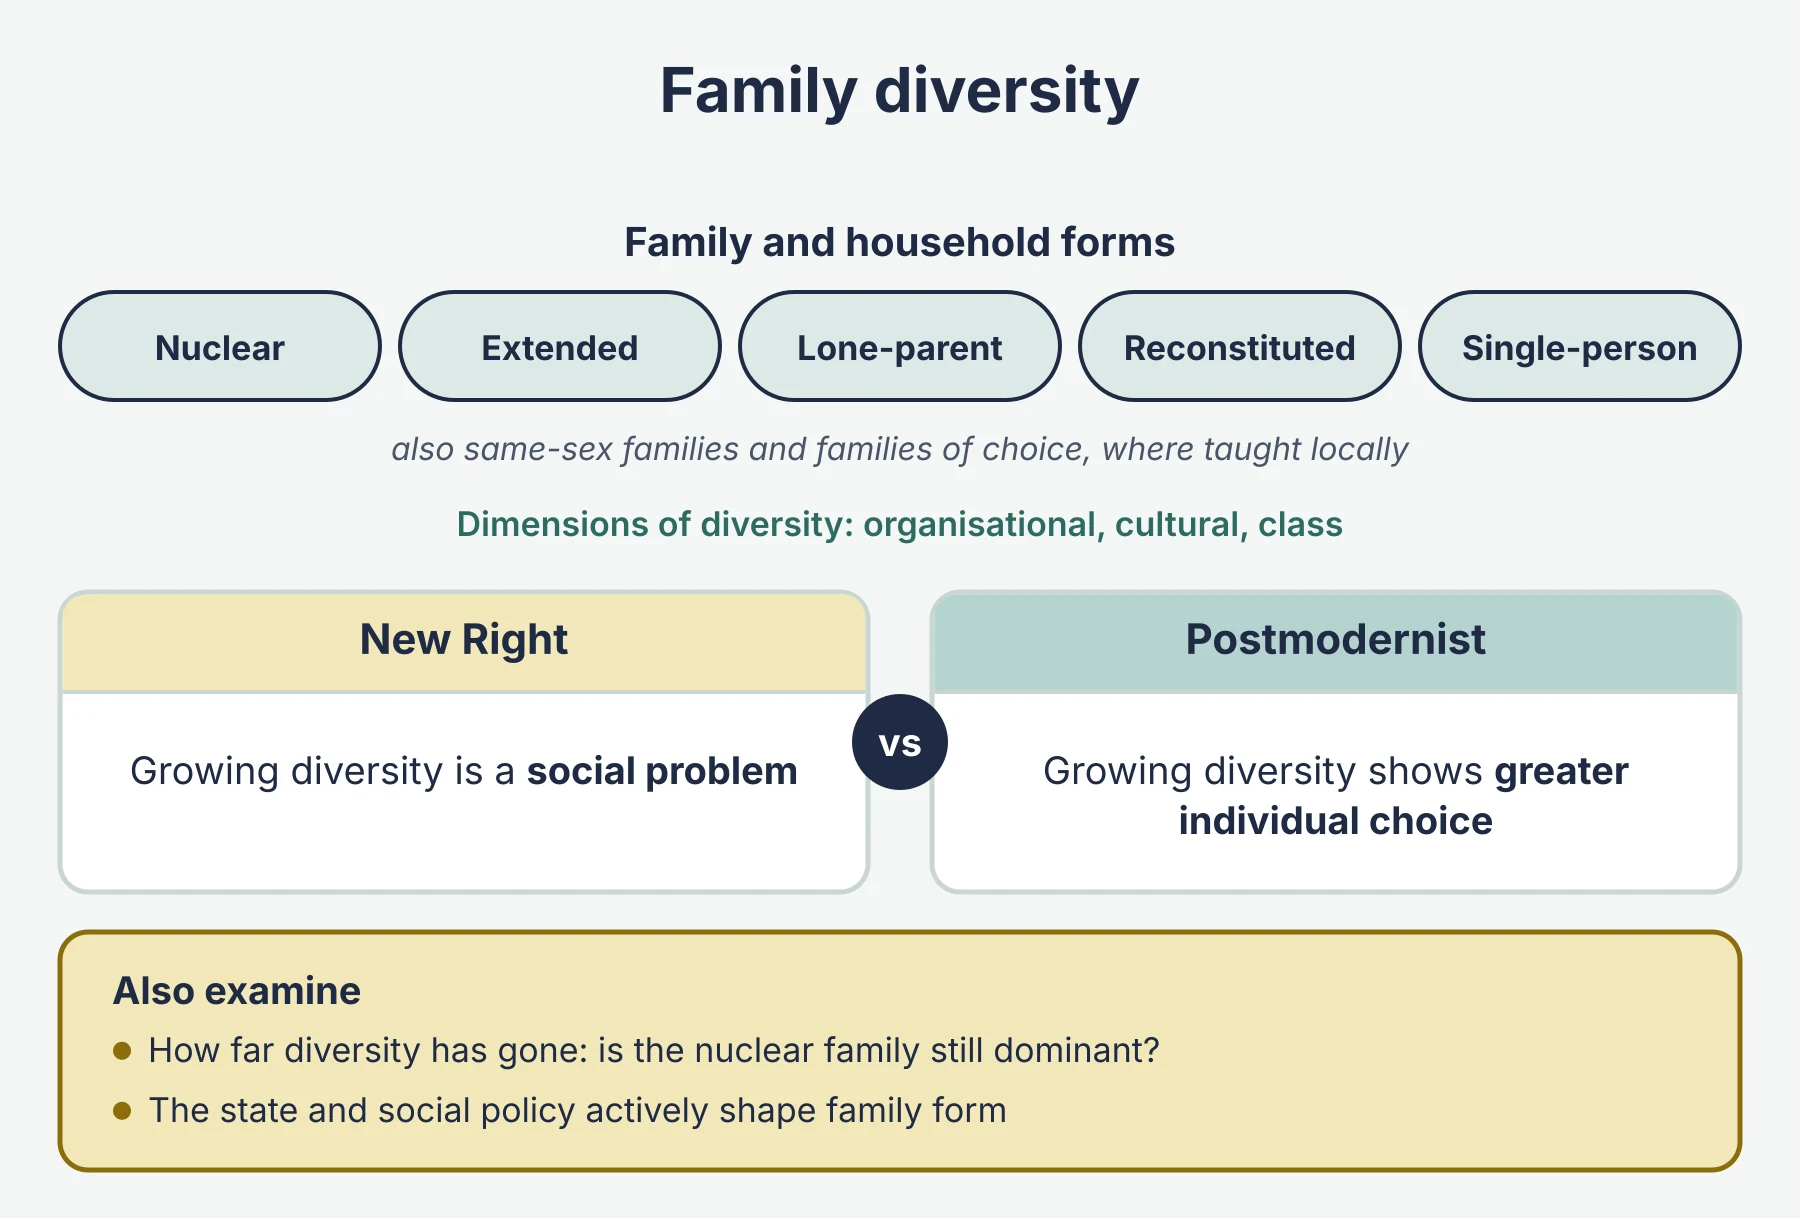 Family diversity
Family and household forms
Nuclear
Extended
Lone-parent
Reconstituted
Single-person
also same-sex families and families of choice, where taught locally
Dimensions of diversity: organisational, cultural, class
New Right
Growing diversity is a social problem
vs
Postmodernist
Growing diversity shows greater
individual choice
Also examine
How far diversity has gone: is the nuclear family still dominant?
The state and social policy actively shape family form